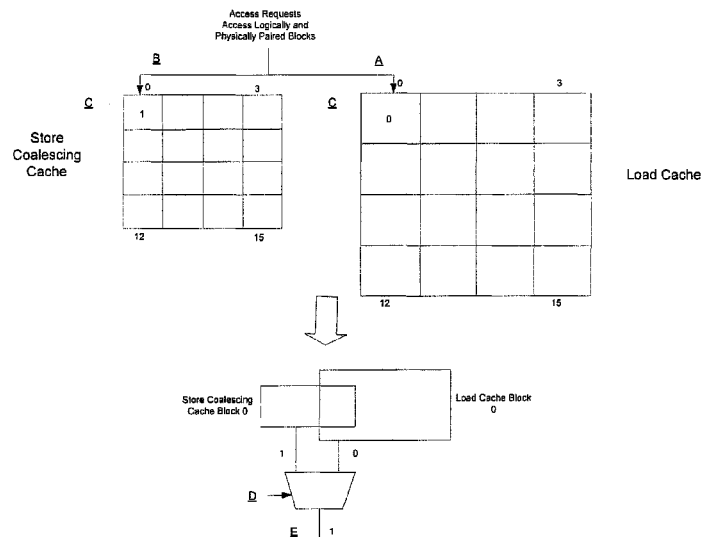 Access Requests
Access Logically and
Physically Paired Blocks
B
A
0
3
0
3
C
C
1
0
Store
Coalescing
Cache
Load Cache
12
15
12
15
Store Coalescing
Cache Block 0
Load Cache Block
0
1
0
D
E
1